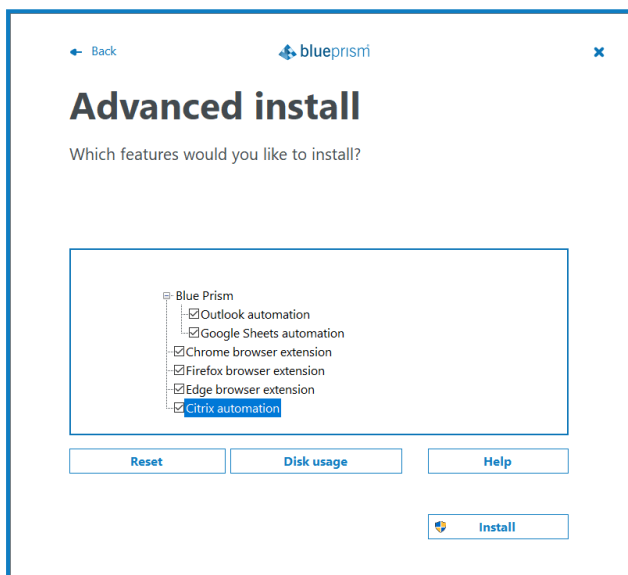 Back
blueprism
Advanced install
Which features would you like to install?
Blue Prism
Outlook automation
Google Sheets automation
Chrome browser extension
Firefox browser extension
Edge browser extension
Citrix automation
Reset
Disk usage
Help
Install